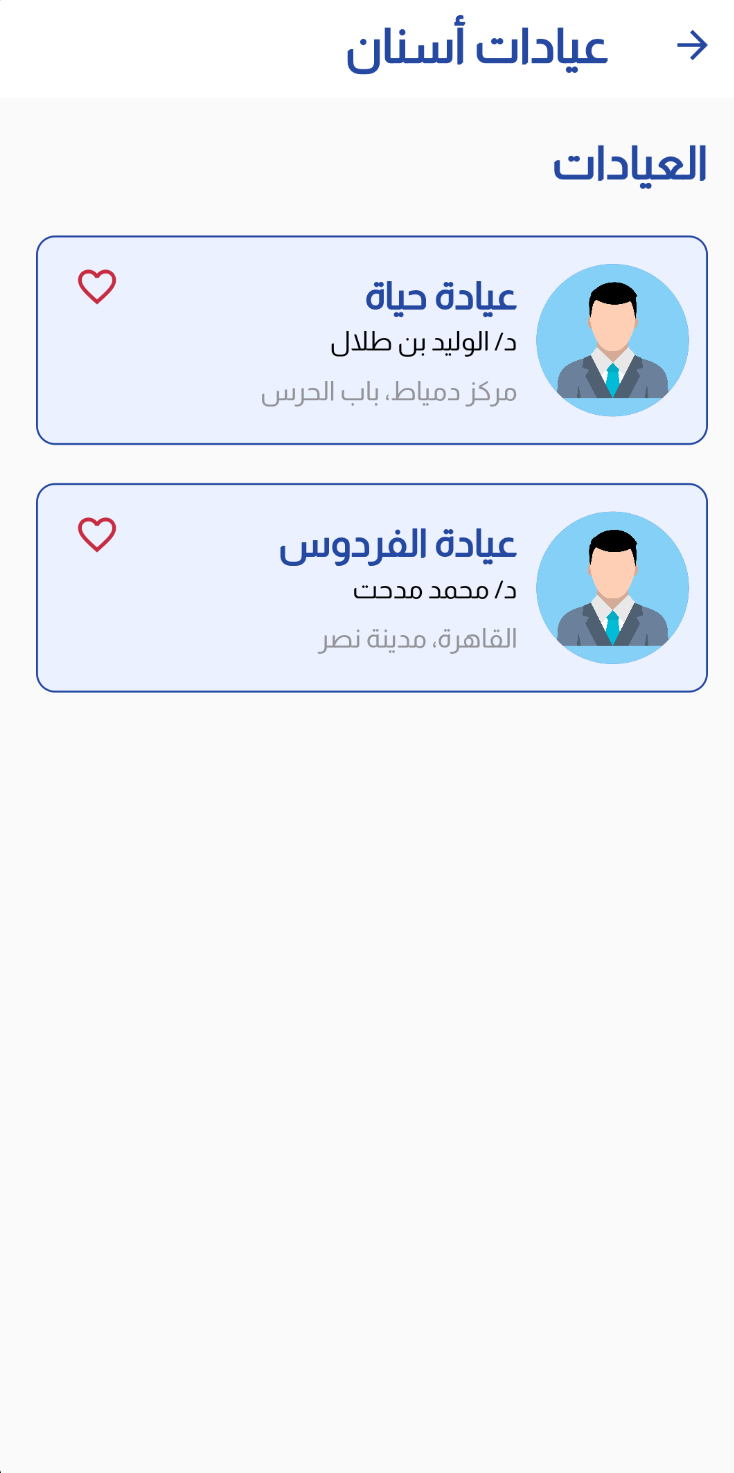 عيادات أسنان
العيادات
عيادة حياة
د/ الوليد بن طلال
مركز دمياط، باب الحرس
عيادة الفردوس
د/ محمد مدحت
القاهرة، مدينة نصر